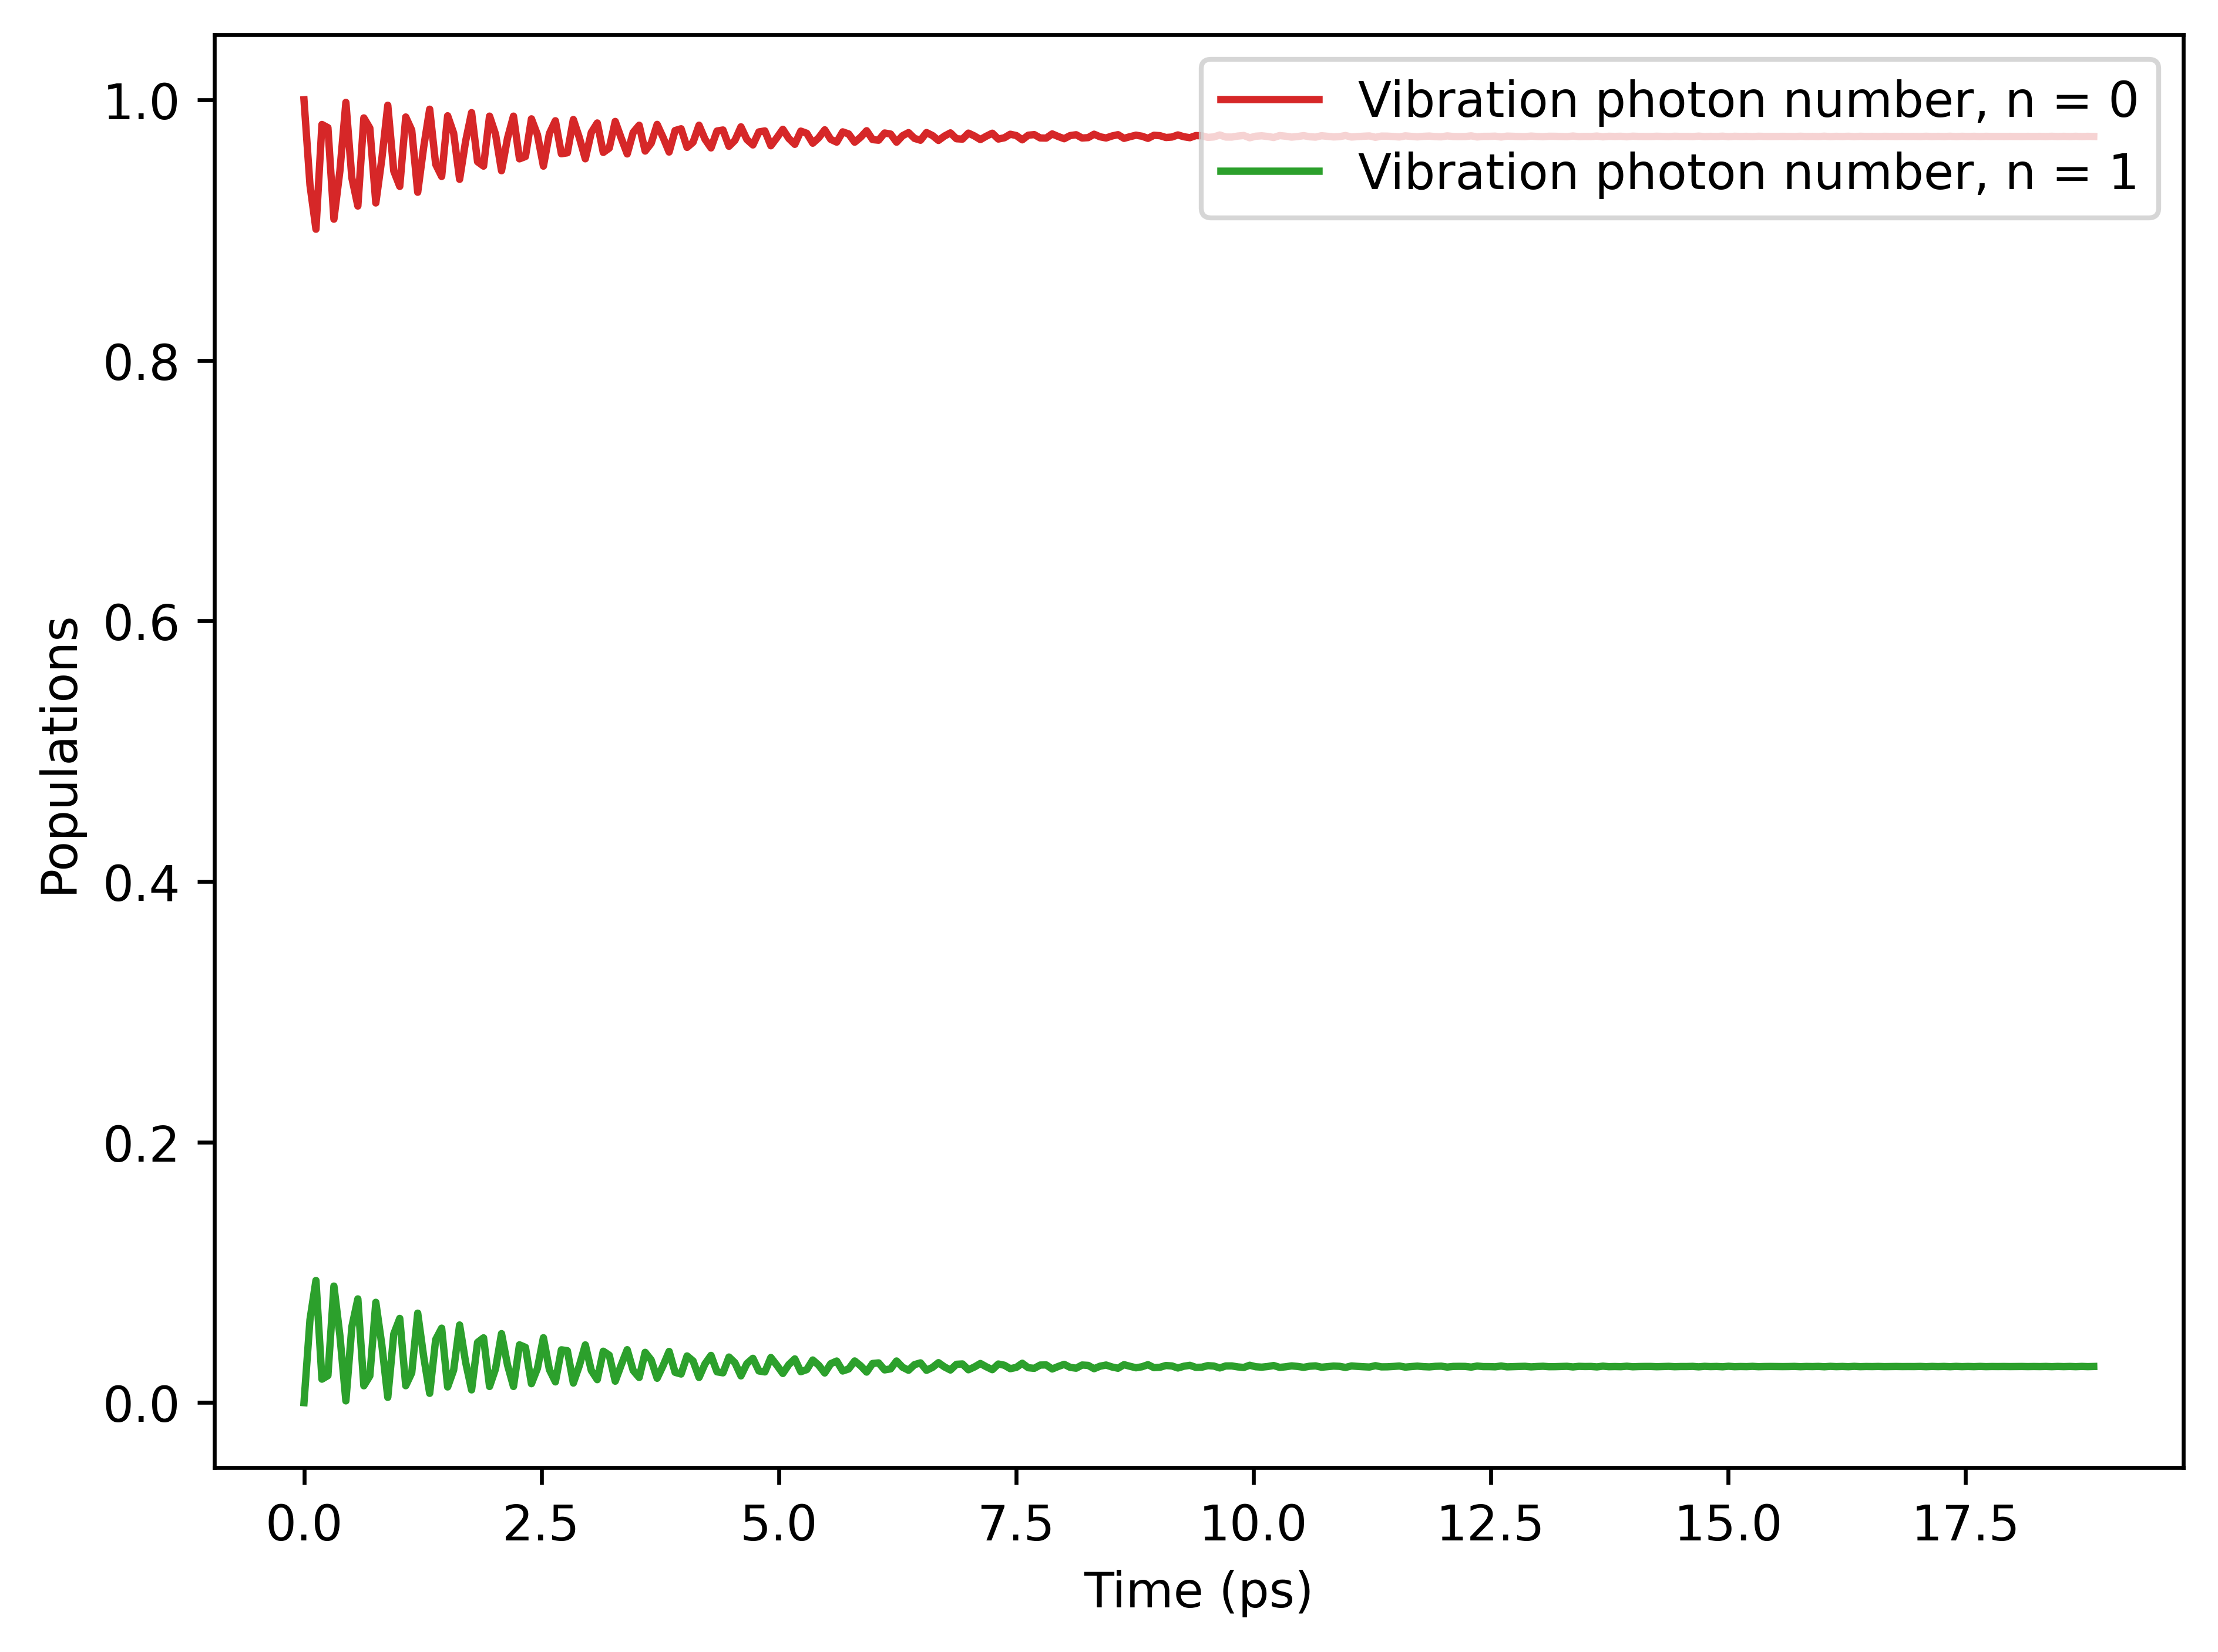 Vibration photon number, n = 0
Vibration photon number, n = 1
1.0
0.8
0.6
0.4
0.2
0.0
Populations
0.0 2.5 5.0 7.5 10.0 12.5 15.0 17.5
Time (ps)